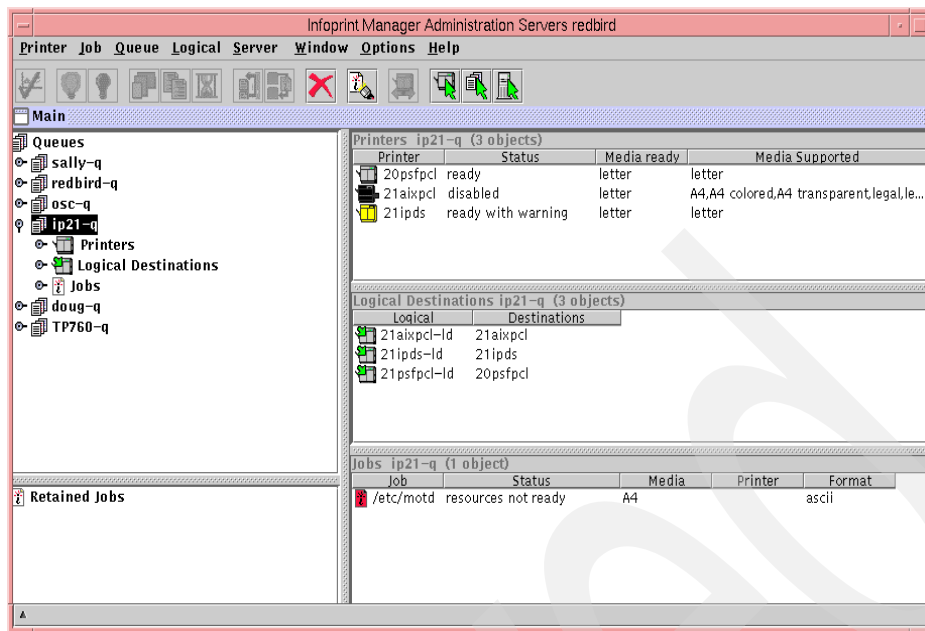 Infoprint Manager Administration Servers redbird
Printer Job Queue Logical Server Window Options Help
Main
Queues
sally-q
redbird-q
osc-q
ip21-q
Printers
Logical Destinations
Jobs
doug-q
TP760-q
Retained Jobs
Printers ip21-q (3 objects)
Printer Status Media ready Media Supported
20psfpcl ready letter letter
21aixpcl disabled letter A4,A4 colored,A4 transparent,legal,le...
21ipds ready with warning letter letter
Logical Destinations ip21-q (3 objects)
Logical Destinations
21aixpcl-ld 21aixpcl
21ipds-ld 21ipds
21psfpcl-ld 20psfpcl
Jobs ip21-q (1 object)
Job Status Media Printer Format
/etc/motd resources not ready A4 ascii